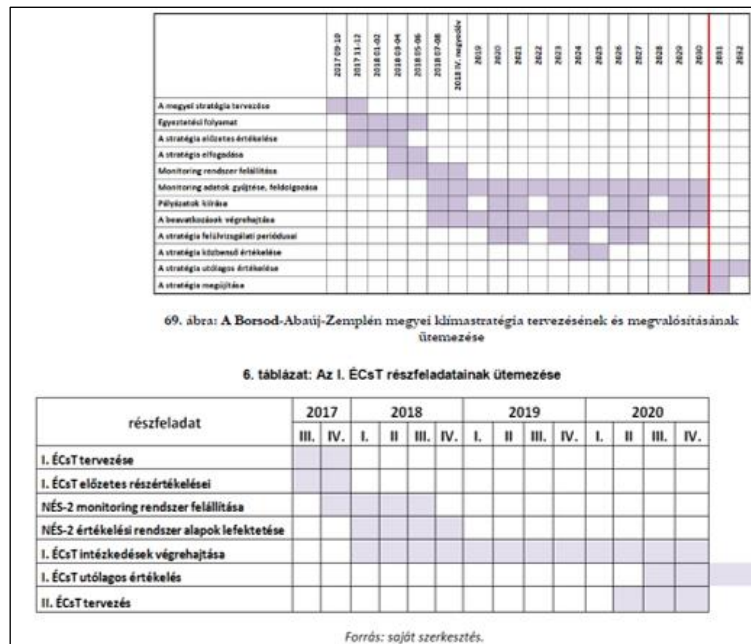 2017 09-10
2017 11-12
2018 01-02
2018 03-04
2018 05-06
2018 07-08
2018 IV. negyedév
2019
2020
2021
2022
2023
2024
2025
2026
2027
2028
2029
2030
2031
2032
A megyei stratégia tervezése
Egyeztetési folyamat
A stratégia előzetes értékelése
A stratégia elfogadása
Monitoring rendszer felállítása
Monitoring adatok gyűjtése, feldolgozása
Pályázatok kiírása
A beavatkozások végrehajtása
A stratégia felülvizsgálati periódusai
A stratégia közbenső értékelése
A stratégia utólagos értékelése
A stratégia megújítása
69. ábra: A Borsod-Abaúj-Zemplén megyei klímastratégia tervezésének és megvalósításának
ütemezése
6. táblázat: Az I. ÉCsT részfeladatainak ütemezése
részfeladat 2017 2018 2019 2020
III. IV. I. II III. IV. I. II III. IV. I. II III. IV.
I. ÉCsT tervezése
I. ÉCsT előzetes részértékelései
NÉS-2 monitoring rendszer felállítása
NÉS-2 értékelési rendszer alapok lefektetése
I. ÉCsT intézkedések végrehajtása
I. ÉCsT utólagos értékelés
II. ÉCsT tervezés
Forrás: saját szerkesztés.